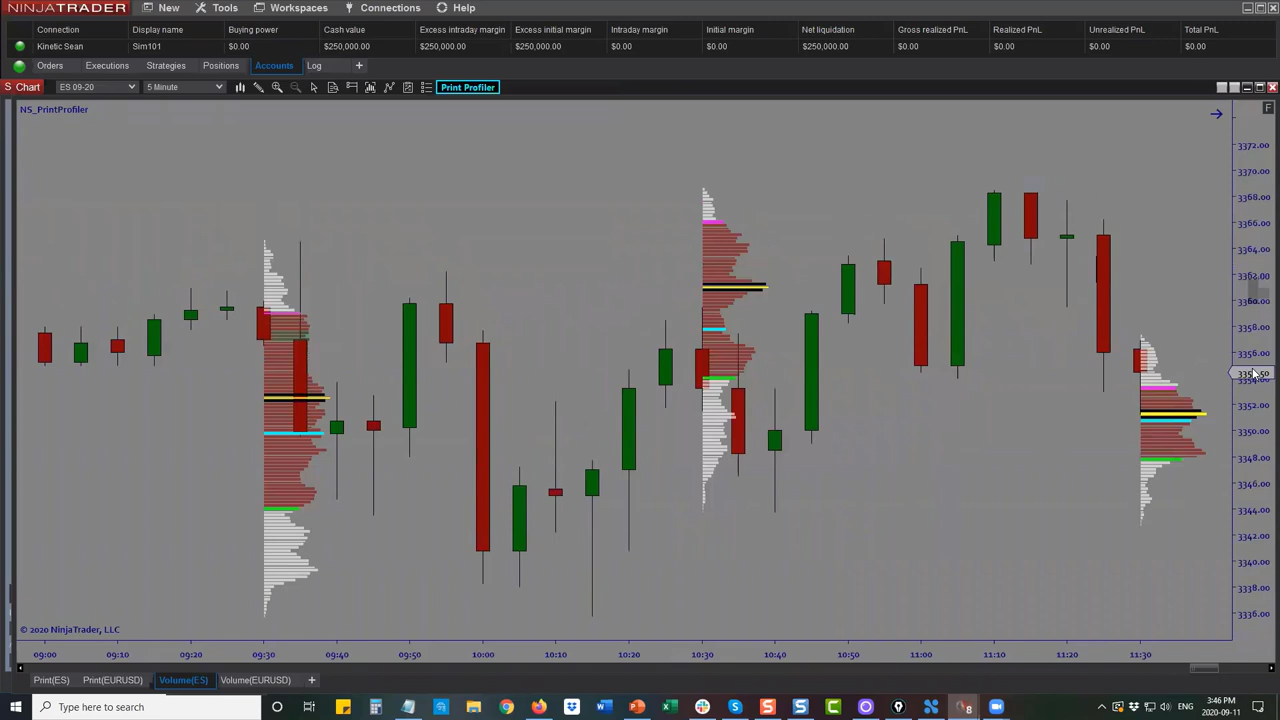 NINJATRADER New Tools Workspaces Connections Help
Connection Display name Buying power Cash value Excess intraday margin Excess initial margin Intraday margin Initial margin Net liquidation Gross realized PnL Realized PnL Unrealized PnL Total PnL
Kinetic Sean Sim101 $0.00 $250,000.00 $250,000.00 $250,000.00 $0.00 $0.00 $250,000.00 $0.00 $0.00 $0.00 $0.00
Orders Executions Strategies Positions Accounts Log +
S Chart ES 09-20 5 Minute Print Profiler
NS_PrintProfiler
F
3372.00
3370.00
3368.00
3366.00
3364.00
3362.00
3360.00
3358.00
3356.00
3354.00
3352.00
3350.00
3348.00
3346.00
3344.00
3342.00
3340.00
3338.00
3336.00
© 2020 NinjaTrader, LLC
09:00 09:10 09:20 09:30 09:40 09:50 10:00 10:10 10:20 10:30 10:40 10:50 11:00 11:10 11:20 11:30
Print(ES) Print(EURUSD) Volume(ES) Volume(EURUSD) +
Type here to search
3:46 PM
2020-09-11